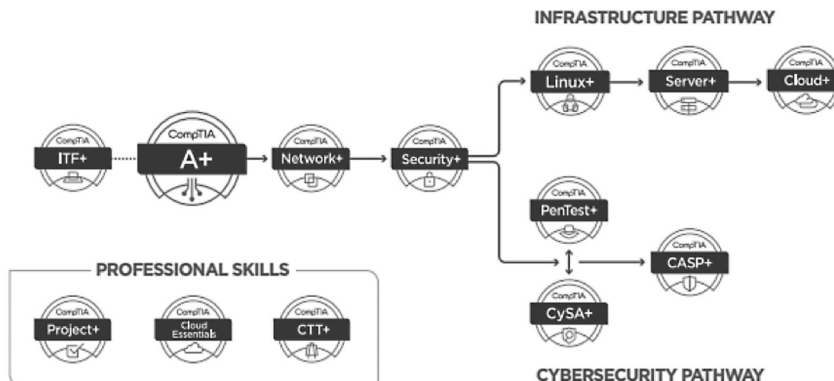 INFRASTRUCTURE PATHWAY
CompTIA
Linux+
CompTIA
Server+
CompTIA
Cloud+
CompTIA
ITF+
CompTIA
A+
CompTIA
Network+
CompTIA
Security+
CompTIA
PenTest+
CompTIA
CASP+
CompTIA
CySA+
CYBERSECURITY PATHWAY
PROFESSIONAL SKILLS
CompTIA
Project+
CompTIA
Cloud
Essentials
CompTIA
CTT+